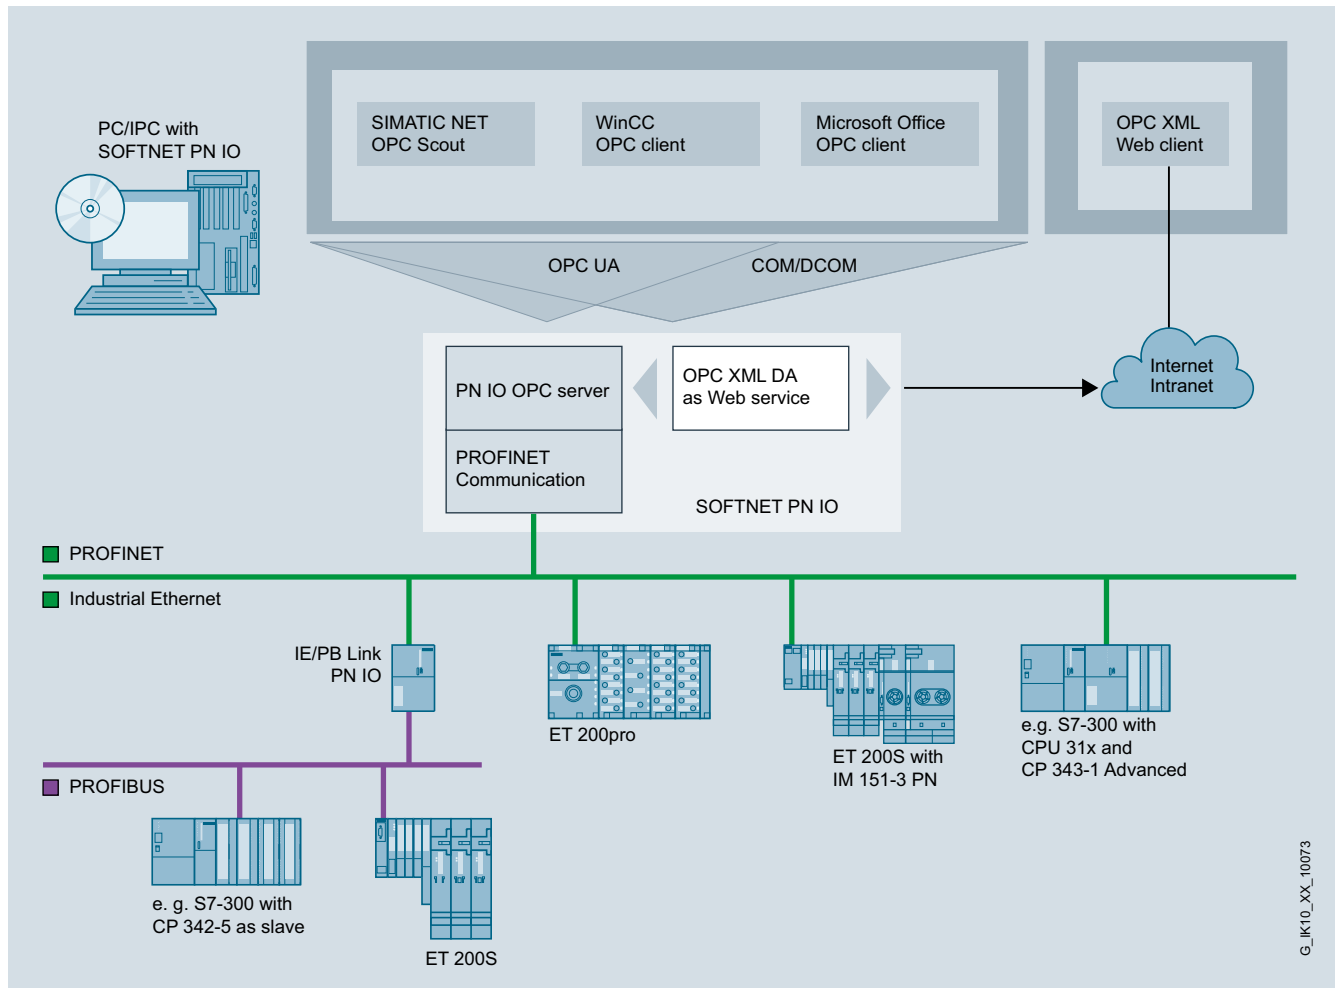 PC/IPC with
SOFTNET PN IO
SIMATIC NET
OPC Scout
WinCC
OPC client
Microsoft Office
OPC client
OPC XML
Web client
OPC UA
COM/DCOM
PN IO OPC server
OPC XML DA
as Web service
Internet
Intranet
PROFINET
Communication
SOFTNET PN IO
PROFINET
Industrial Ethernet
IE/PB Link
PN IO
ET 200pro
ET 200S with
IM 151-3 PN
e.g. S7-300 with
CPU 31x and
CP 343-1 Advanced
PROFIBUS
e. g. S7-300 with
CP 342-5 as slave
ET 200S
G_IK10_XX_10073